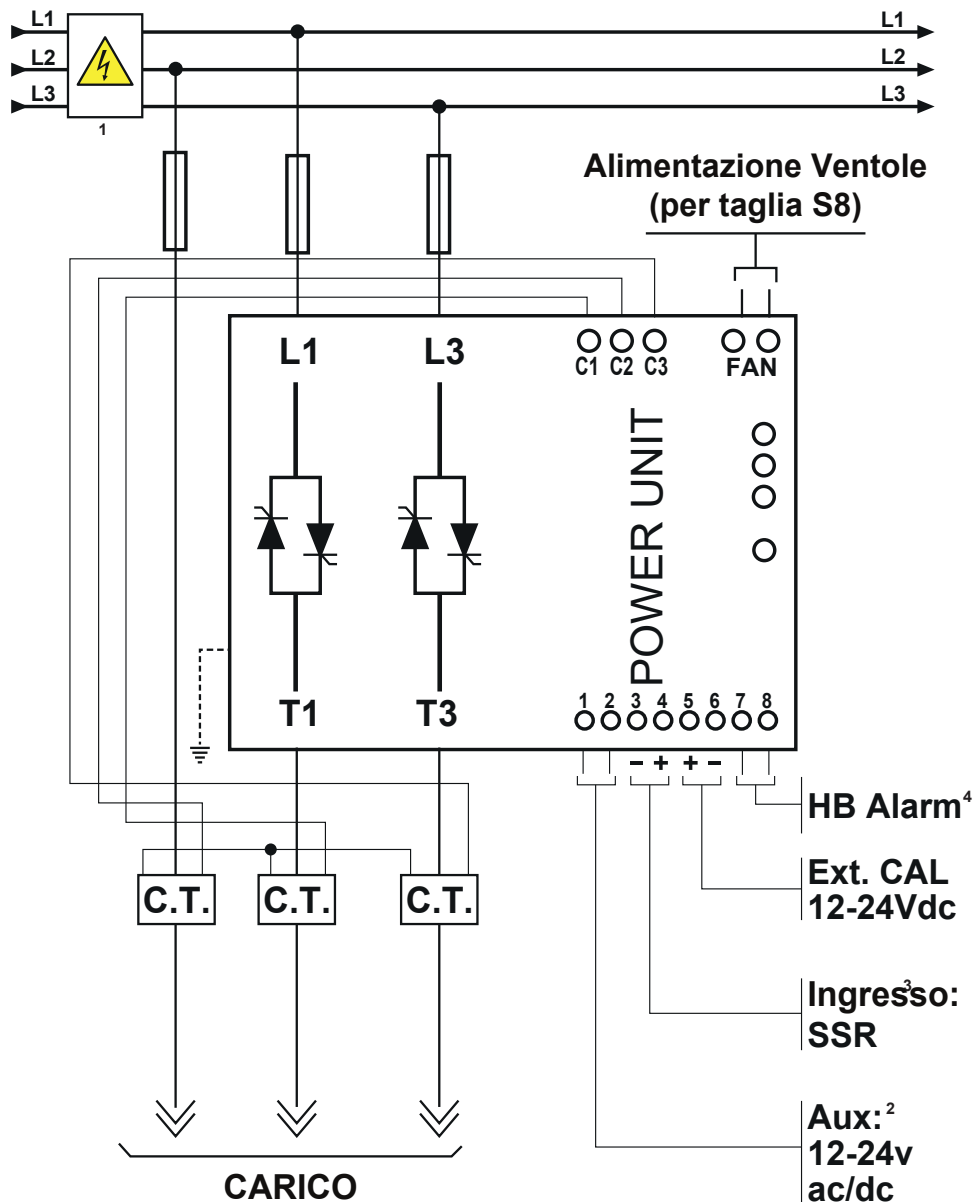 L1 L1
L2 L2
L3 L3
1
Alimentazione Ventole
(per taglia S8)
L1 L3
C1 C2 C3 FAN
POWER UNIT
T1 T3
1 2 3 4 5 6 7 8
– + + –
HB Alarm⁴
C.T. C.T. C.T.
Ext. CAL
12-24Vdc
Ingresso:³
SSR
Aux:²
12-24v
ac/dc
CARICO